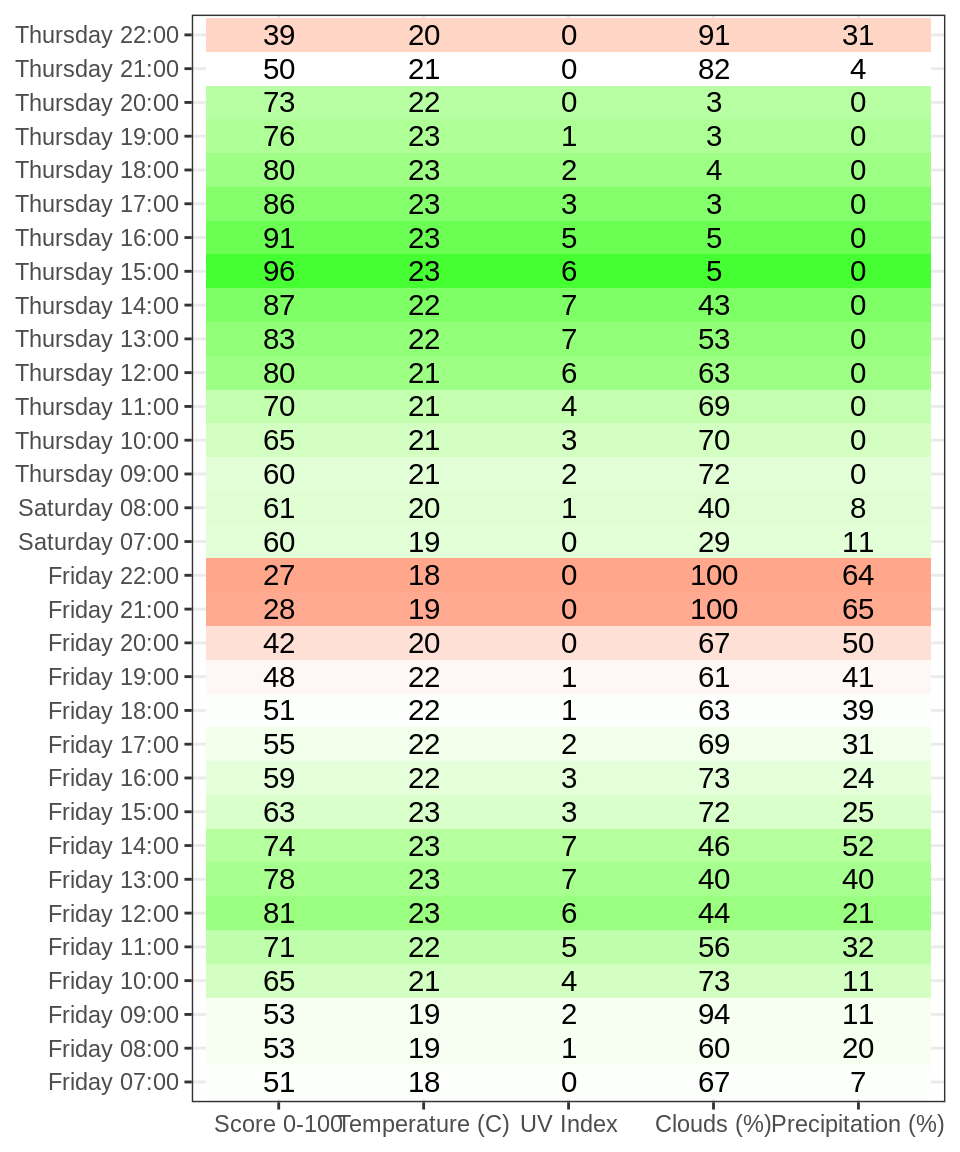 Thursday 22:00 39 20 0 91 31
Thursday 21:00 50 21 0 82 4
Thursday 20:00 73 22 0 3 0
Thursday 19:00 76 23 1 3 0
Thursday 18:00 80 23 2 4 0
Thursday 17:00 86 23 3 3 0
Thursday 16:00 91 23 5 5 0
Thursday 15:00 96 23 6 5 0
Thursday 14:00 87 22 7 43 0
Thursday 13:00 83 22 7 53 0
Thursday 12:00 80 21 6 63 0
Thursday 11:00 70 21 4 69 0
Thursday 10:00 65 21 3 70 0
Thursday 09:00 60 21 2 72 0
Saturday 08:00 61 20 1 40 8
Saturday 07:00 60 19 0 29 11
Friday 22:00 27 18 0 100 64
Friday 21:00 28 19 0 100 65
Friday 20:00 42 20 0 67 50
Friday 19:00 48 22 1 61 41
Friday 18:00 51 22 1 63 39
Friday 17:00 55 22 2 69 31
Friday 16:00 59 22 3 73 24
Friday 15:00 63 23 3 72 25
Friday 14:00 74 23 7 46 52
Friday 13:00 78 23 7 40 40
Friday 12:00 81 23 6 44 21
Friday 11:00 71 22 5 56 32
Friday 10:00 65 21 4 73 11
Friday 09:00 53 19 2 94 11
Friday 08:00 53 19 1 60 20
Friday 07:00 51 18 0 67 7
Score 0-100 Temperature (C) UV Index Clouds (%) Precipitation (%)